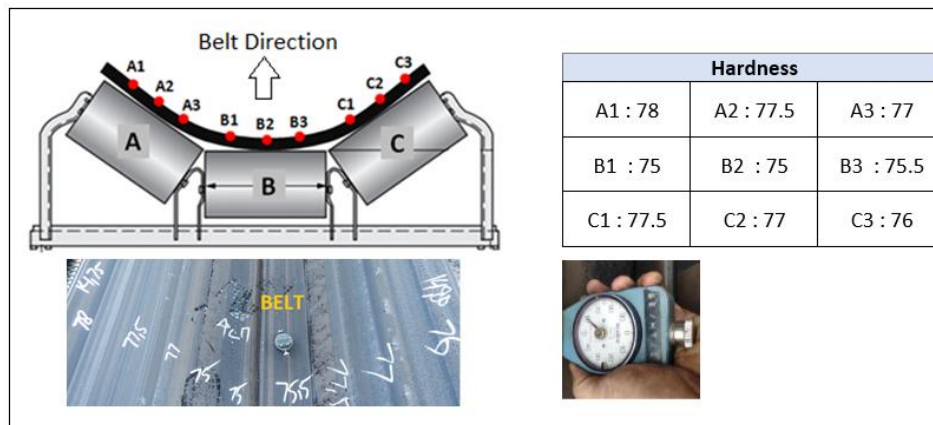 Belt Direction
A1
A2
A3
B1
B2
B3
C1
C2
C3
A
B
C
Hardness
A1 : 78
A2 : 77.5
A3 : 77
B1 : 75
B2 : 75
B3 : 75.5
C1 : 77.5
C2 : 77
C3 : 76
BELT
78
77.5
77
75
75
75.5
77
76